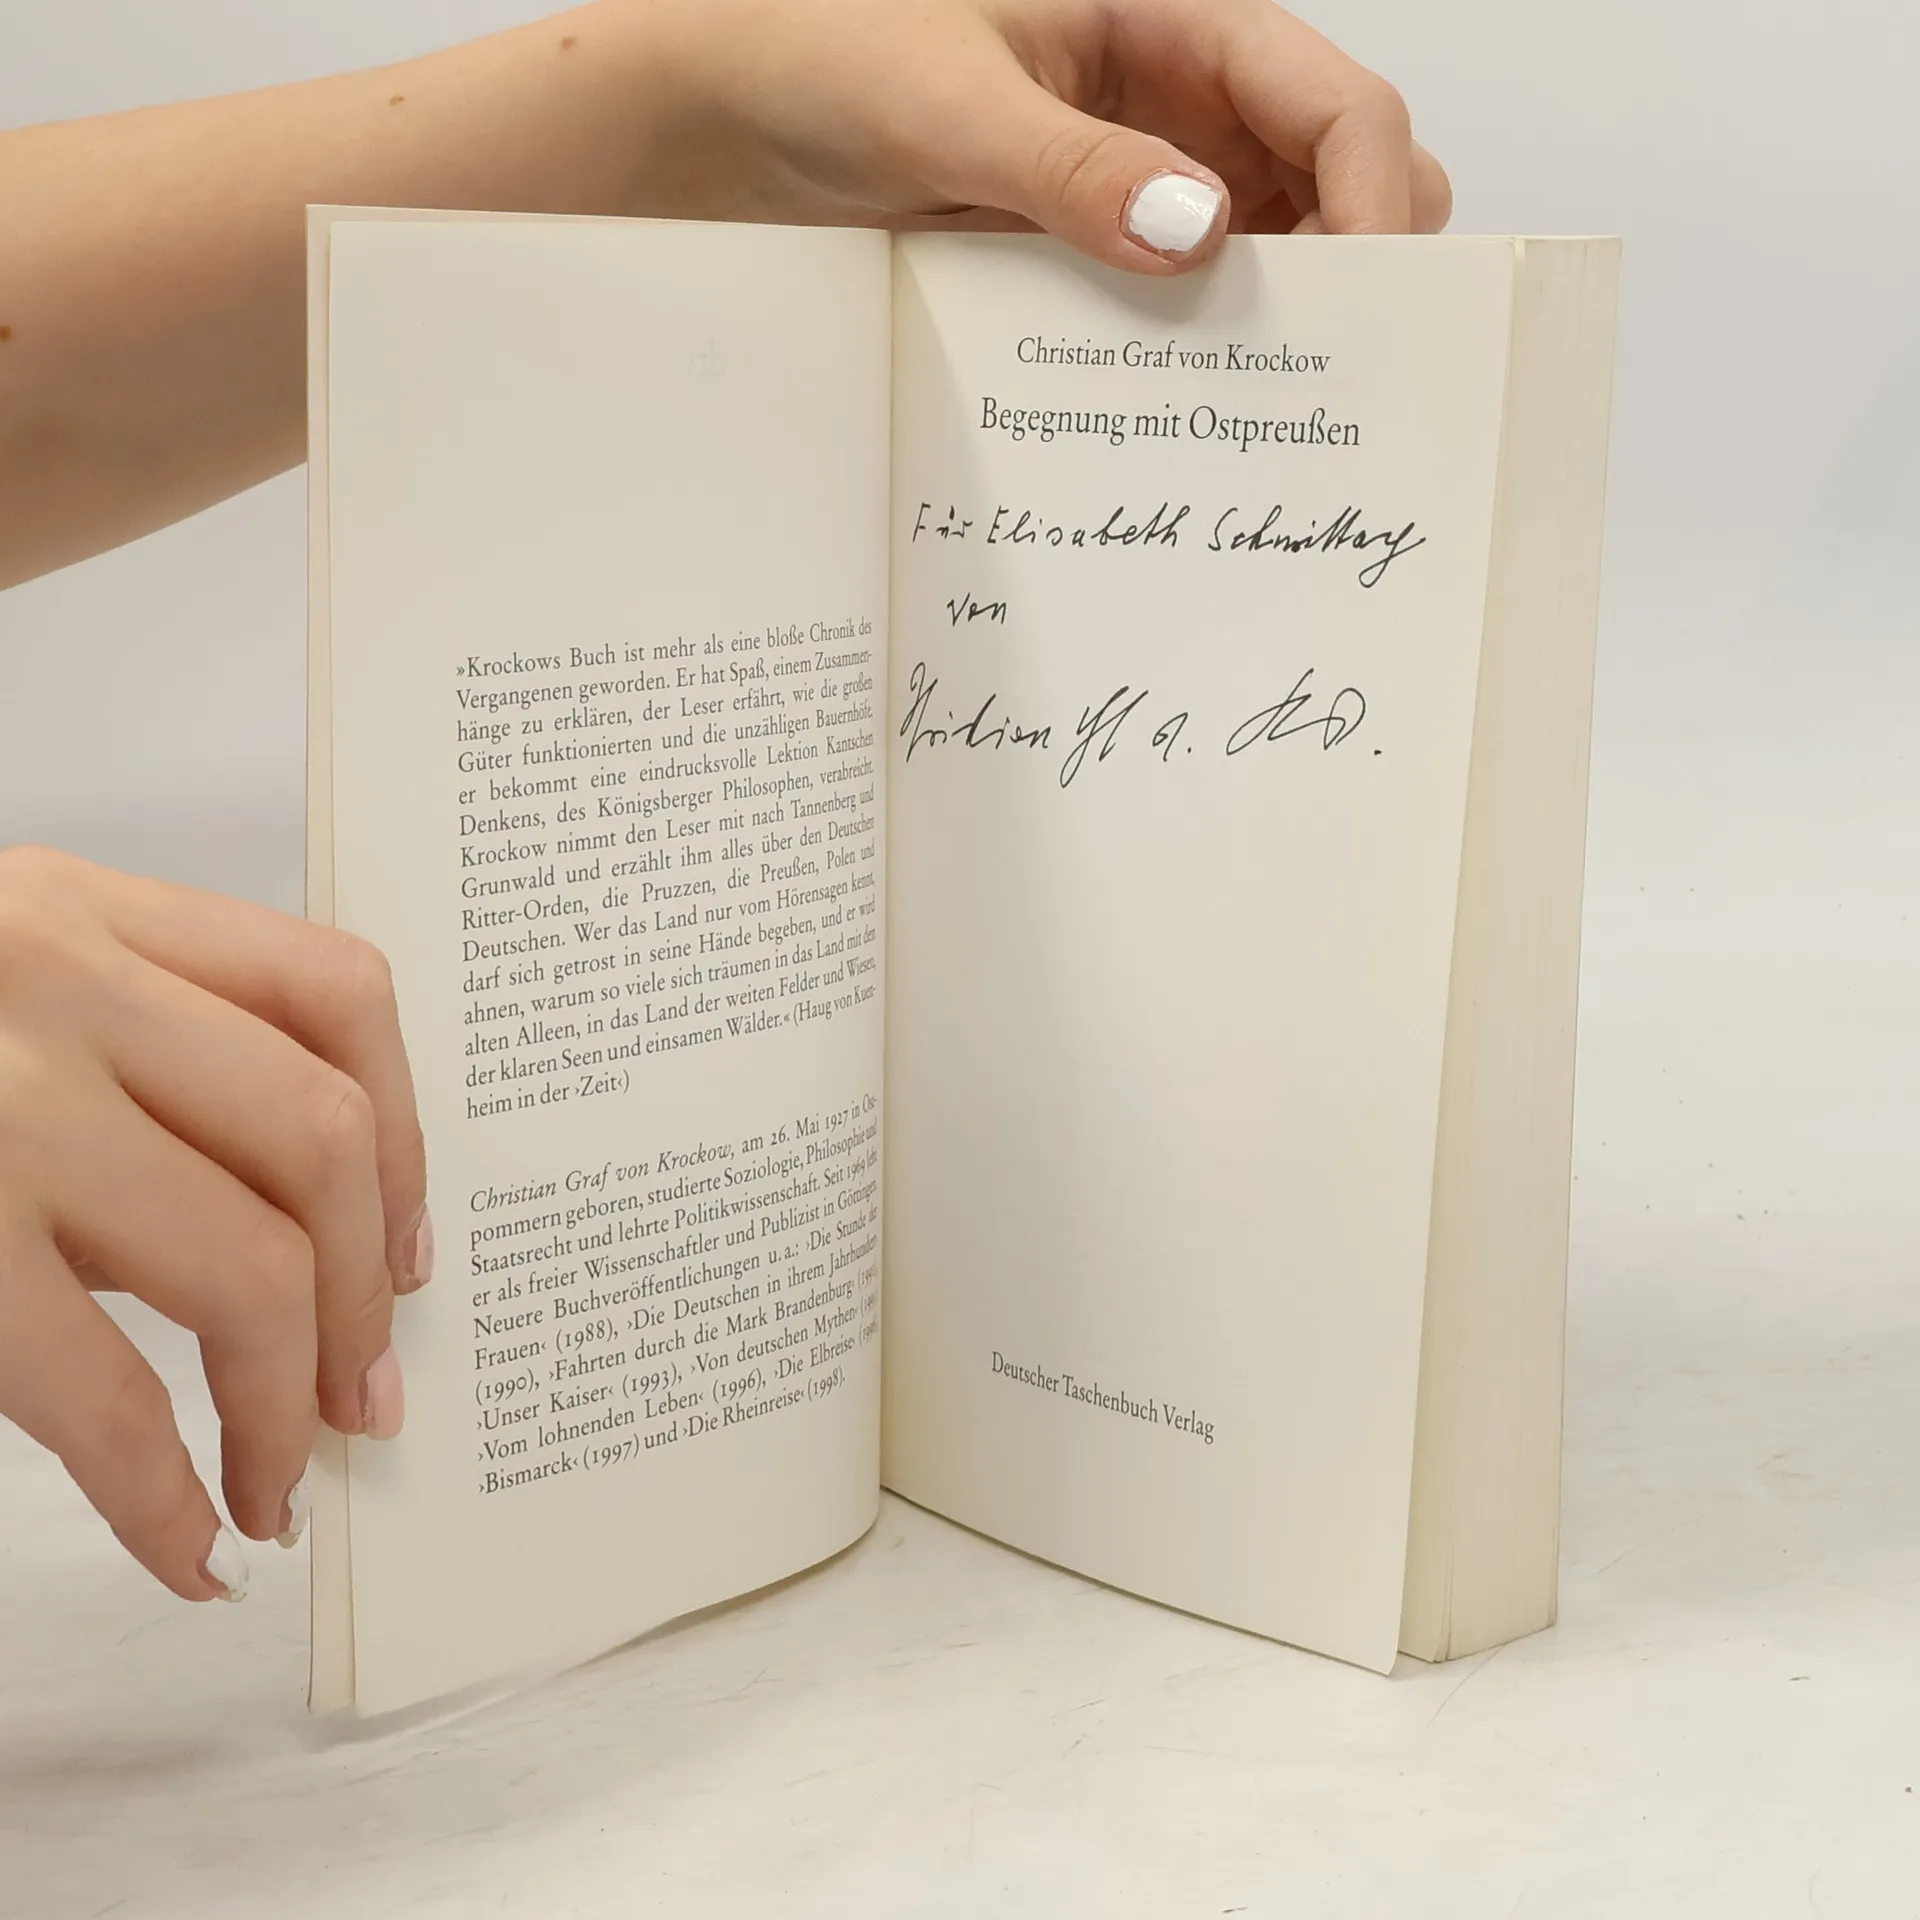 »Krockows Buch ist mehr als eine bloße Chronik des
Vergangenen geworden. Er hat Spaß, einem Zusammen-
hänge zu erklären, der Leser erfährt, wie die großen
Güter funktionierten und die unzähligen Bauernhöfe,
er bekommt eine eindrucksvolle Lektion Kantschen
Denkens, des Königsberger Philosophen, verabreicht.
Krockow nimmt den Leser mit nach Tannenberg und
Grunwald und erzählt ihm alles über den Deutschen
Ritter-Orden, die Pruzzen, die Preußen, Polen und
Deutschen. Wer das Land nur vom Hörensagen kennt,
darf sich getrost in seine Hände begeben, und er wird
ahnen, warum so viele sich träumen in das Land mit den
alten Alleen, in das Land der weiten Felder und Wiesen,
der klaren Seen und einsamen Wälder.« (Haug von Kuen-
heim in der ›Zeit‹)
Christian Graf von Krockow, am 26. Mai 1927 in Ost-
pommern geboren, studierte Soziologie, Philosophie und
Staatsrecht und lehrte Politikwissenschaft. Seit 1969 lebt
er als freier Wissenschaftler und Publizist in Göttingen.
Neuere Buchveröffentlichungen u. a.: ›Die Stunde der
Frauen‹ (1988), ›Die Deutschen in ihrem Jahrhundert‹
(1990), ›Fahrten durch die Mark Brandenburg‹
›Unser Kaiser‹ (1993), ›Von deutschen Mythen‹
›Vom lohnenden Leben‹ (1996), ›Die Elbreise‹
›Bismarck‹ (1997) und ›Die Rheinreise‹ (1998).
Christian Graf von Krockow
Begegnung mit Ostpreußen
Für Elisabeth Schmittary
von
Deutscher Taschenbuch Verlag